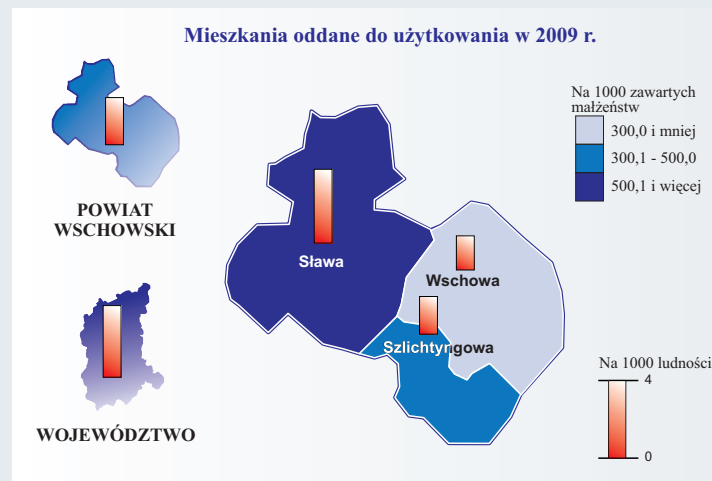 Mieszkania oddane do użytkowania w 2009 r.
Na 1000 zawartych
małżeństw
300,0 i mniej
300,1 - 500,0
500,1 i więcej
POWIAT
WSCHOWSKI
Sława
Wschowa
Szlichtyngowa
WOJEWÓDZTWO
Na 1000 ludności
4
0